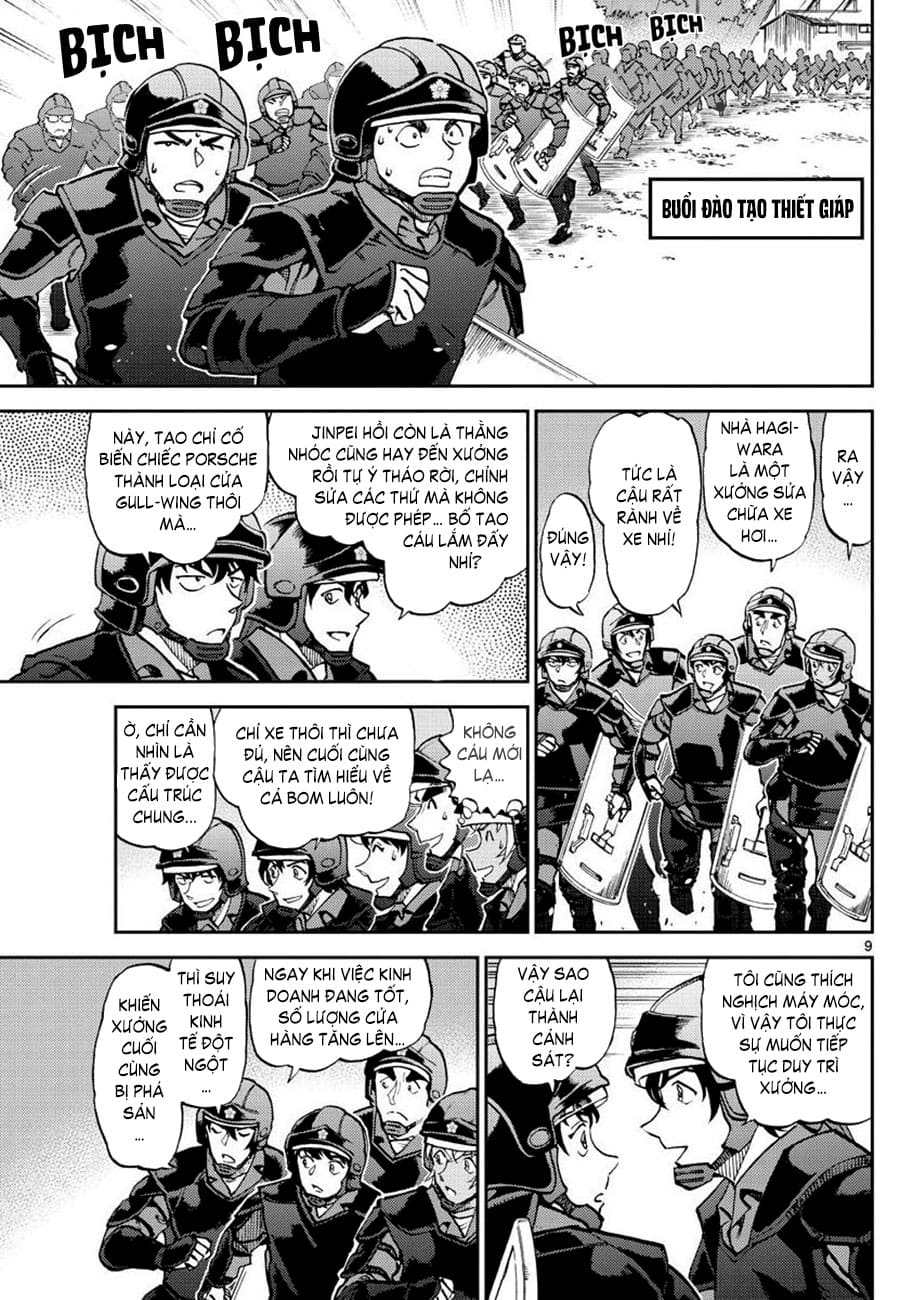 BỊCH
BỊCH
BỊCH
BỊCH
BUỔI ĐÀO TẠO THIẾT GIÁP
RA
VẬY
...
NHÀ HAGI-
WARA
LÀ MỘT
XƯỞNG SỬA
CHỮA XE
HƠI...
TỨC LÀ
CẬU RẤT
RÀNH VỀ
XE NHỈ!
ĐÚNG
VẬY!
JINPEI HỒI CÒN LÀ THẰNG
NHÓC CŨNG HAY ĐẾN XƯỞNG
RỒI TỰ Ý THÁO RỜI, CHỈNH
SỬA CÁC THỨ MÀ KHÔNG
ĐƯỢC PHÉP... BỐ TAO
CÁU LẮM ĐẤY
NHỈ?
NÀY, TAO CHỈ CỐ
BIẾN CHIẾC PORSCHE
THÀNH LOẠI CỬA
GULL-WING THÔI
MÀ...
KHÔNG
CÁU MỚI
LẠ...
CHỈ XE THÔI THÌ CHƯA
ĐỦ, NÊN CUỐI CÙNG
CẬU TA TÌM HIỂU VỀ
CẢ BOM LUÔN!
Ờ, CHỈ CẦN
NHÌN LÀ
THẤY ĐƯỢC
CẤU TRÚC
CHUNG...
9
TÔI CŨNG THÍCH
NGHỊCH MÁY MÓC,
VÌ VẬY TÔI THỰC
SỰ MUỐN TIẾP
TỤC DUY TRÌ
XƯỞNG...
VẬY SAO
CẬU LẠI
THÀNH
CẢNH
SÁT?
NGAY KHI VIỆC KINH
DOANH ĐANG TỐT,
SỐ LƯỢNG CỬA
HÀNG TĂNG LÊN...
THÌ SUY
THOÁI KINH
TẾ ĐỘT
NGỘT
...
KHIẾN
XƯỞNG
CUỐI
CÙNG
BỊ PHÁ
SẢN
...